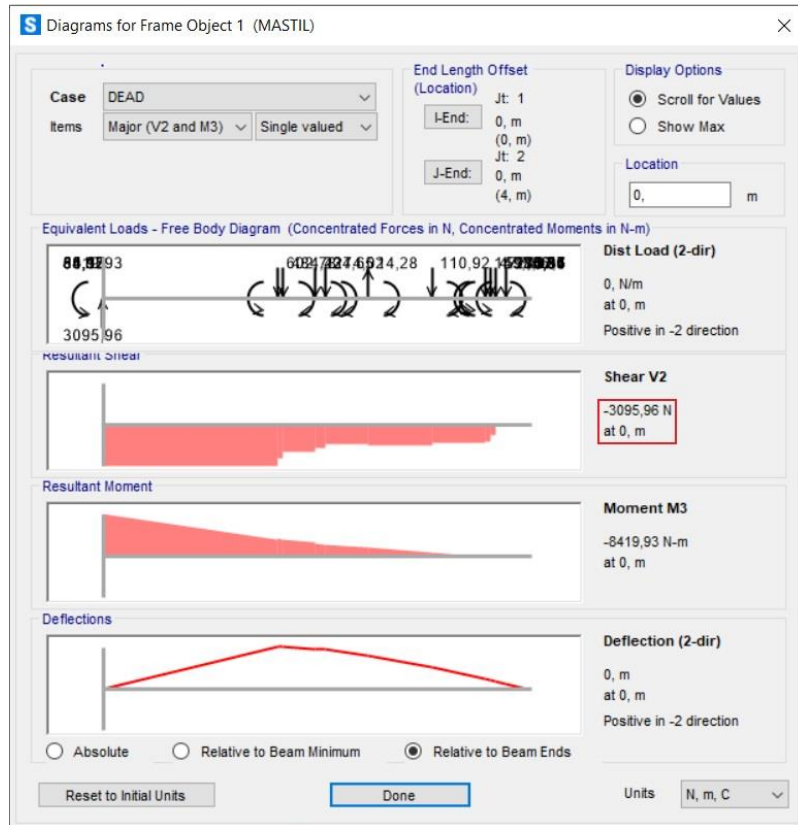 Diagrams for Frame Object 1 (MASTIL)
Case DEAD
Items Major (V2 and M3) Single valued
End Length Offset
(Location)
Jt: 1
I-End: 0, m
(0, m)
Jt: 2
J-End: 0, m
(4, m)
Display Options
Scroll for Values
Show Max
Location
0, m
Equivalent Loads - Free Body Diagram (Concentrated Forces in N, Concentrated Moments in N-m)
110,92
3095,96
Dist Load (2-dir)
0, N/m
at 0, m
Positive in -2 direction
Resultant Shear
Shear V2
-3095,96 N
at 0, m
Resultant Moment
Moment M3
-8419,93 N-m
at 0, m
Deflections
Deflection (2-dir)
0, m
at 0, m
Positive in -2 direction
Absolute Relative to Beam Minimum Relative to Beam Ends
Reset to Initial Units Done Units N, m, C